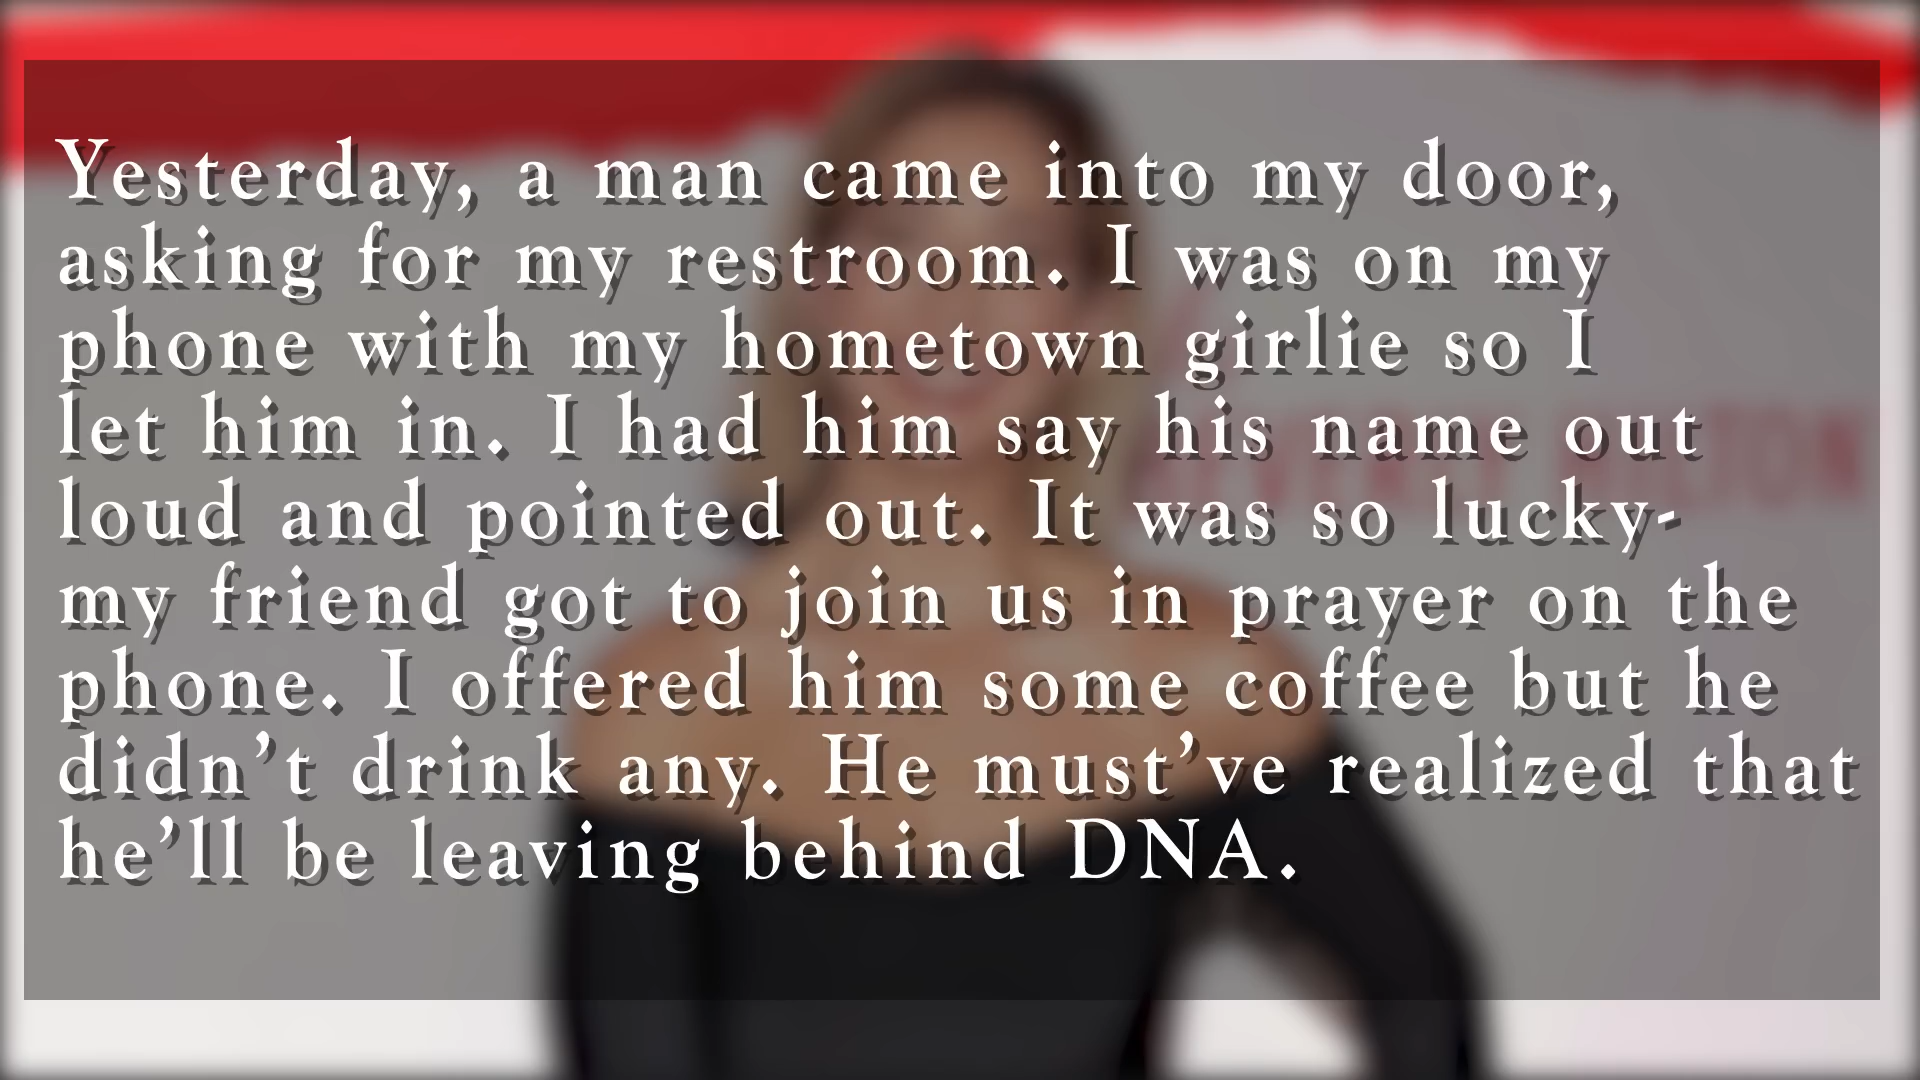 Yesterday, a man came into my door,
asking for my restroom. I was on my
phone with my hometown girlie so I
let him in. I had him say his name out
loud and pointed out. It was so lucky-
my friend got to join us in prayer on the
phone. I offered him some coffee but he
didn't drink any. He must've realized that
he'll be leaving behind DNA.